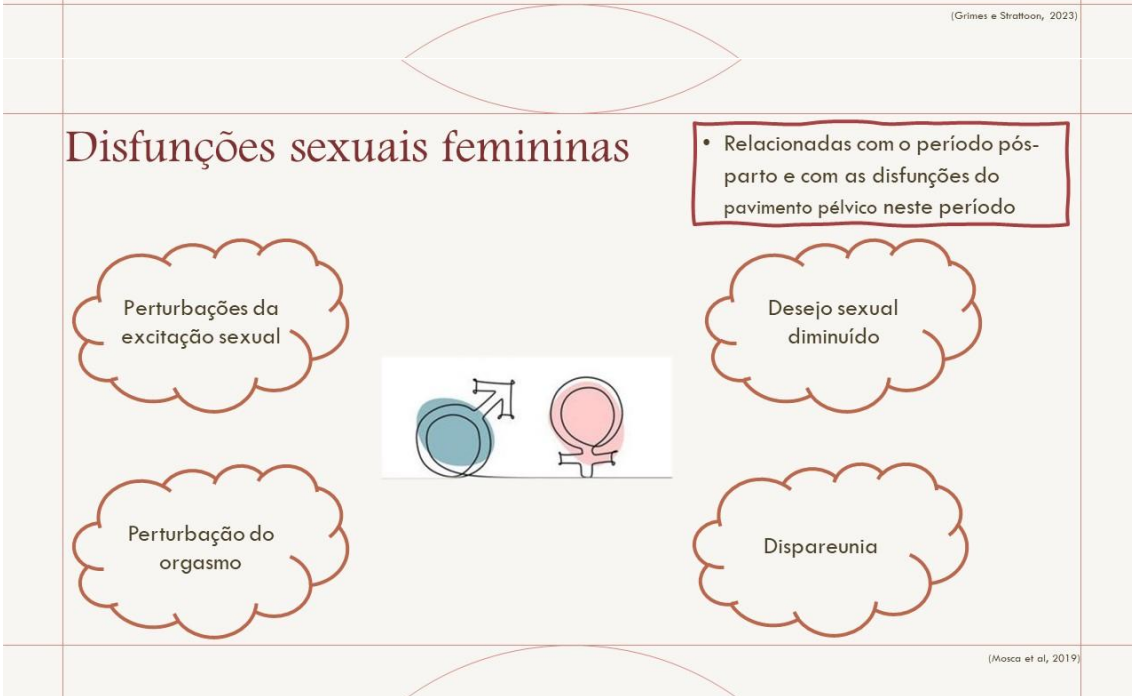 (Grimes e Strattoon, 2023)
Disfunções sexuais femininas
• Relacionadas com o período pós-
parto e com as disfunções do
pavimento pélvico neste período
Perturbações da
excitação sexual
Desejo sexual
diminuído
Perturbação do
orgasmo
Dispareunia
(Mosca et al, 2019)